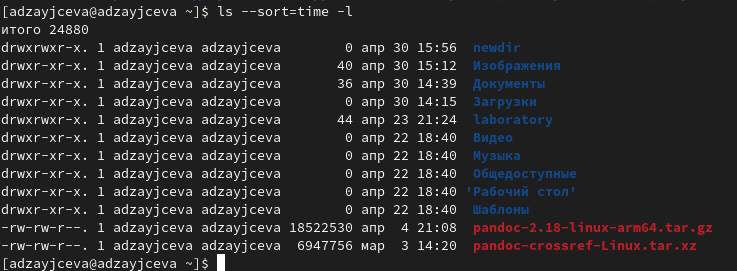 [adzayjceva@adzayjceva ~]$ ls --sort=time -l
итого 24880
drwxrwxr-x. 1 adzayjceva adzayjceva        0 апр 30 15:56  newdir
drwxr-xr-x. 1 adzayjceva adzayjceva       40 апр 30 15:12  Изображения
drwxr-xr-x. 1 adzayjceva adzayjceva       36 апр 30 14:39  Документы
drwxr-xr-x. 1 adzayjceva adzayjceva        0 апр 30 14:15  Загрузки
drwxrwxr-x. 1 adzayjceva adzayjceva       44 апр 23 21:24  laboratory
drwxr-xr-x. 1 adzayjceva adzayjceva        0 апр 22 18:40  Видео
drwxr-xr-x. 1 adzayjceva adzayjceva        0 апр 22 18:40  Музыка
drwxr-xr-x. 1 adzayjceva adzayjceva        0 апр 22 18:40  Общедоступные
drwxr-xr-x. 1 adzayjceva adzayjceva        0 апр 22 18:40 'Рабочий стол'
drwxr-xr-x. 1 adzayjceva adzayjceva        0 апр 22 18:40  Шаблоны
-rw-rw-r--. 1 adzayjceva adzayjceva 18522530 апр  4 21:08  pandoc-2.18-linux-arm64.tar.gz
-rw-rw-r--. 1 adzayjceva adzayjceva  6947756 мар  3 14:20  pandoc-crossref-Linux.tar.xz
[adzayjceva@adzayjceva ~]$